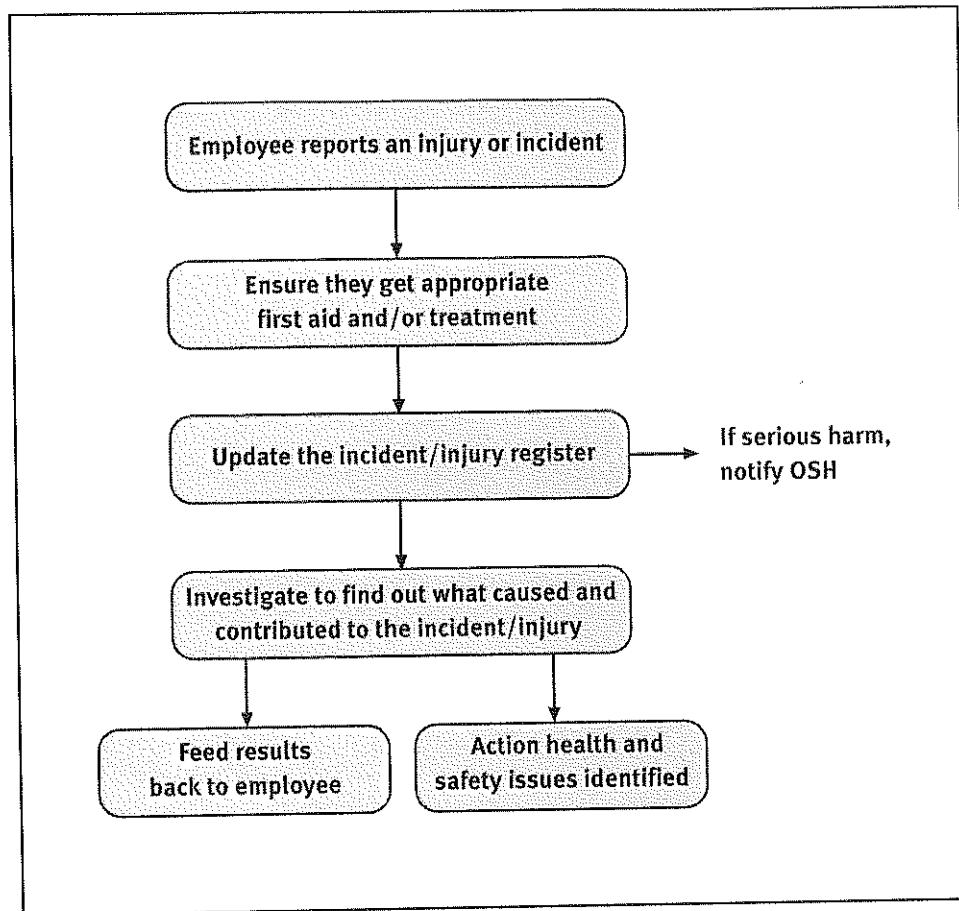 Employee reports an injury or incident
Ensure they get appropriate
first aid and/or treatment
Update the incident/injury register
If serious harm,
notify OSH
Investigate to find out what caused and
contributed to the incident/injury
Feed results
back to employee
Action health and
safety issues identified